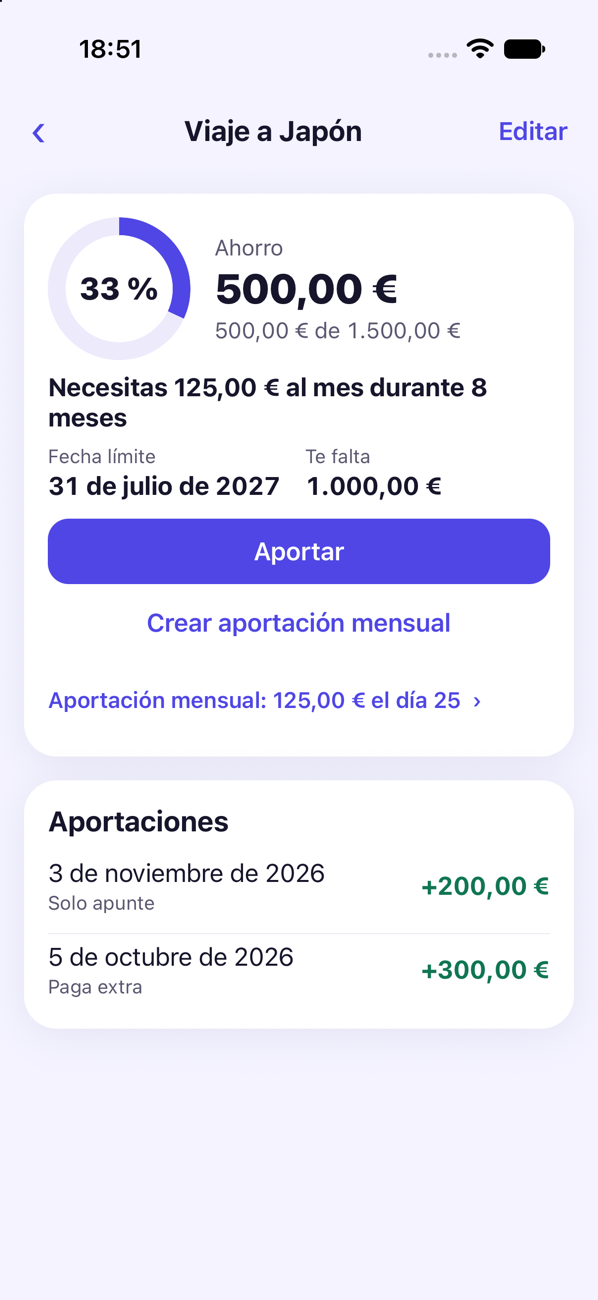 18:51
‹ Viaje a Japón Editar
33 %
Ahorro
500,00 €
500,00 € de 1.500,00 €
Necesitas 125,00 € al mes durante 8
meses
Fecha límite Te falta
31 de julio de 2027 1.000,00 €
Aportar
Crear aportación mensual
Aportación mensual: 125,00 € el día 25 ›
Aportaciones
3 de noviembre de 2026
Solo apunte
+200,00 €
5 de octubre de 2026
Paga extra
+300,00 €